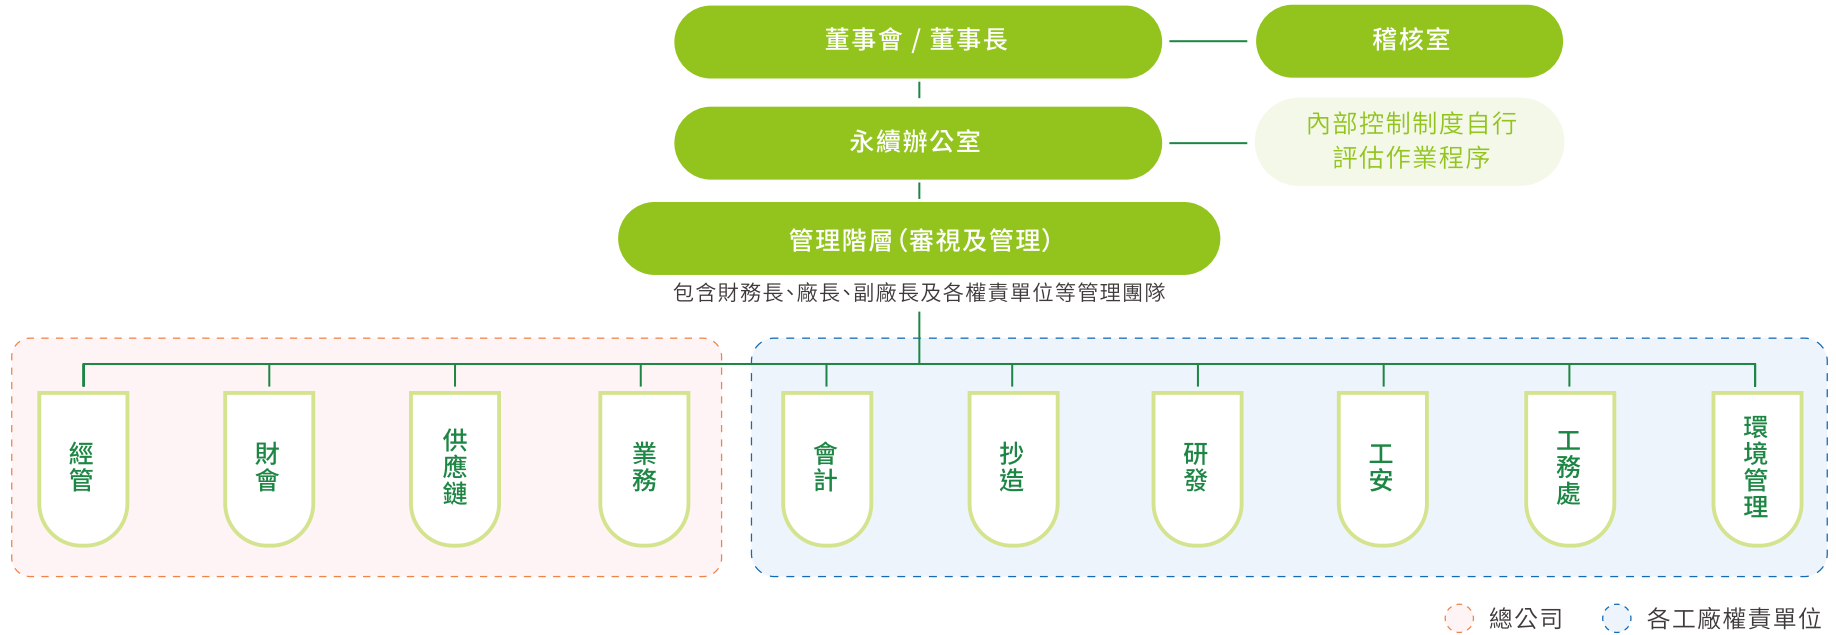 董事會 / 董事長
稽核室
永續辦公室
內部控制制度自行
評估作業程序
管理階層（審視及管理）
包含財務長、廠長、副廠長及各權責單位等管理團隊
經管
財會
供應鏈
業務
會計
抄造
研發
工安
工務處
環境管理
總公司
各工廠權責單位